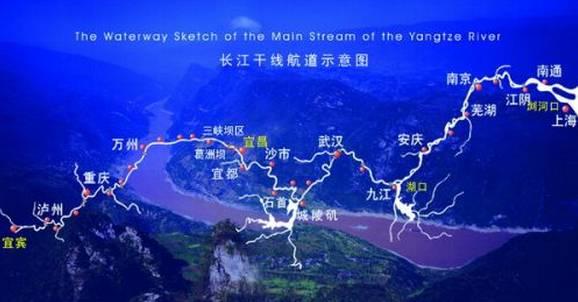 The Waterway Sketch of the Main Stream of the Yangtze River
长江干线航道示意图
南京
南通
江阴
浏河口
上海
芜湖
三峡坝区
武汉
安庆
万州
葛洲坝
宜昌
沙市
宜都
重庆
九江
湖口
石首
城陵矶
泸州
宜宾